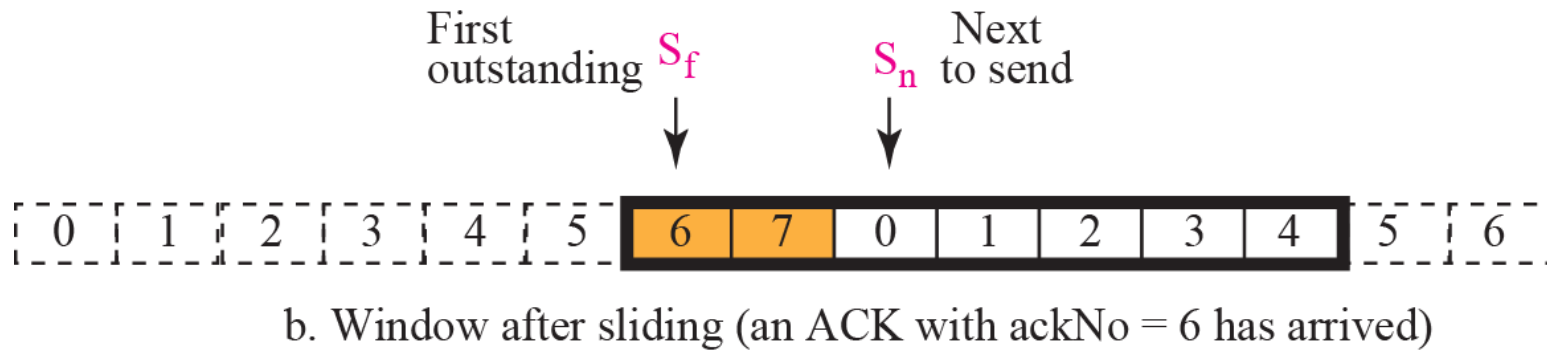 First
outstanding Sf
Sn Next
to send
0 1 2 3 4 5 6 7 0 1 2 3 4 5 6
b. Window after sliding (an ACK with ackNo = 6 has arrived)